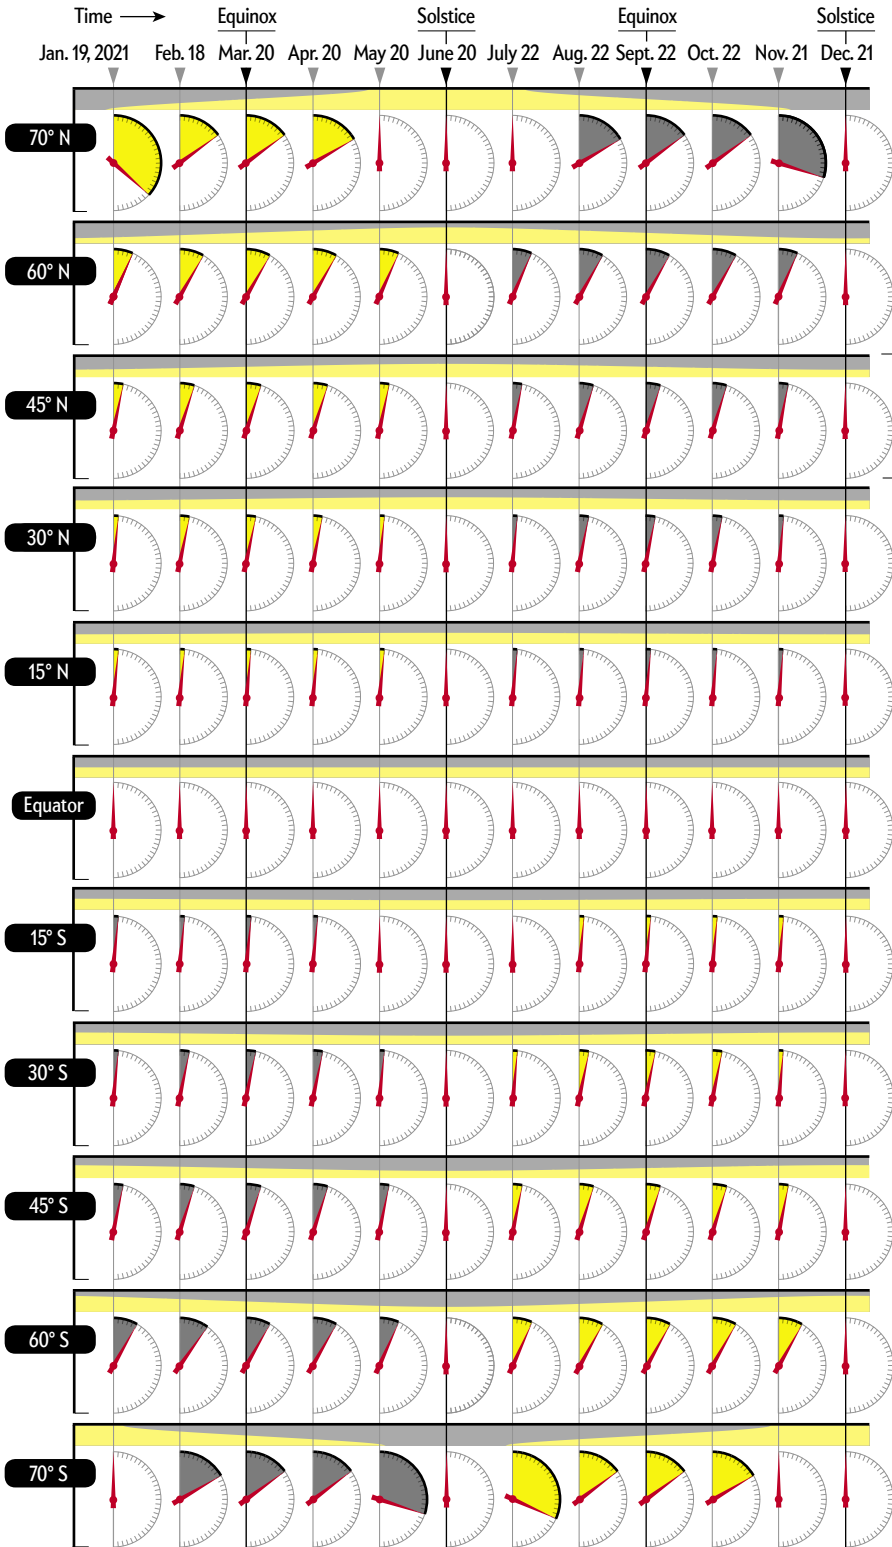 Time
Equinox Solstice Equinox Solstice
Jan. 19, 2021 Feb. 18 Mar. 20 Apr. 20 May 20 June 20 July 22 Aug. 22 Sept. 22 Oct. 22 Nov. 21 Dec. 21
70° N
60° N
45° N
30° N
15° N
Equator
15° S
30° S
45° S
60° S
70° S